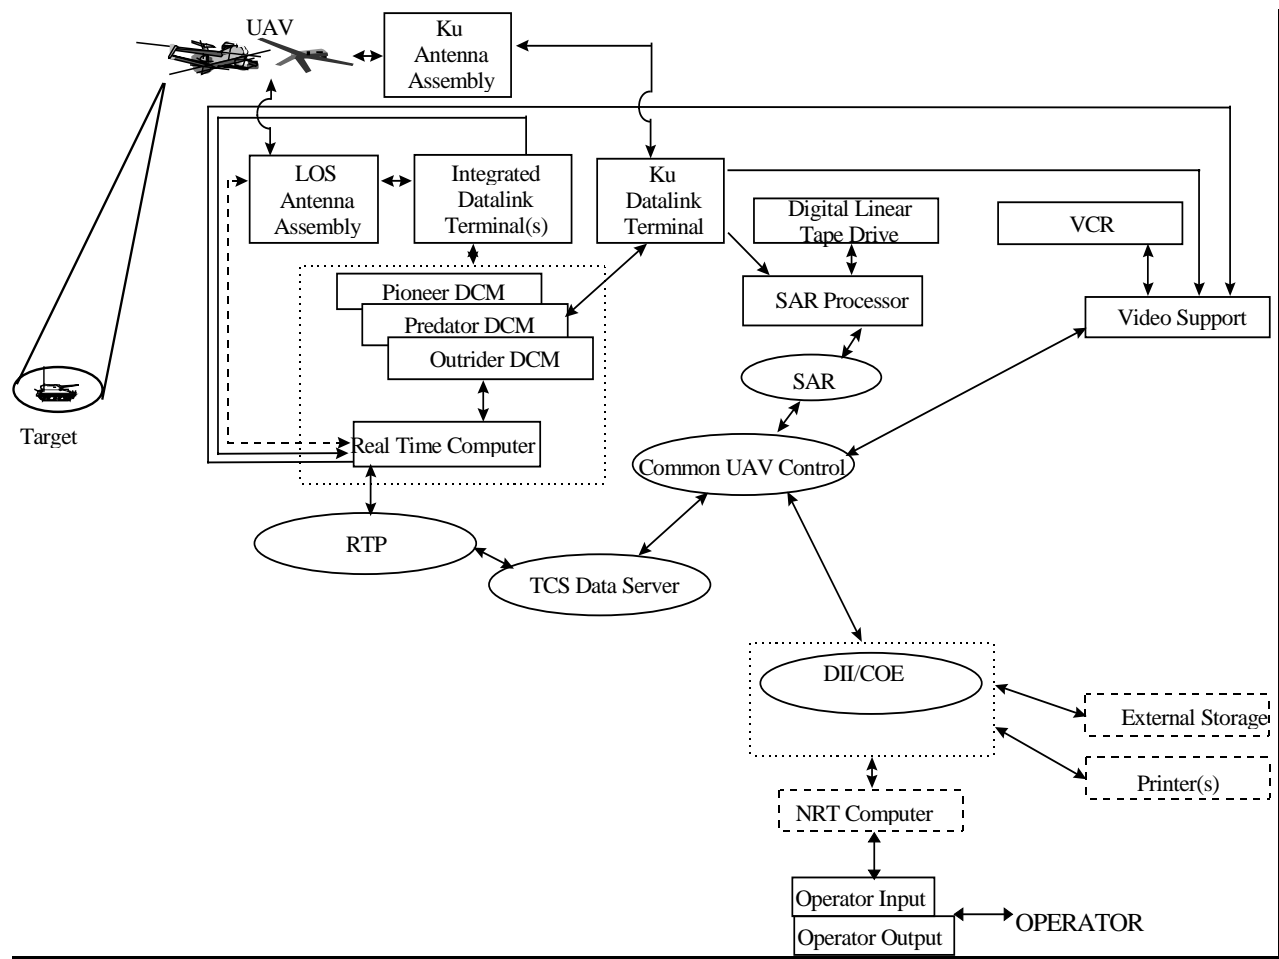 UAV
Ku
Antenna
Assembly
LOS
Antenna
Assembly
Integrated
Datalink
Terminal(s)
Ku
Datalink
Terminal
Digital Linear
Tape Drive
VCR
Pioneer DCM
Predator DCM
Outrider DCM
SAR Processor
Video Support
SAR
Target
Real Time Computer
Common UAV Control
RTP
TCS Data Server
DII/COE
External Storage
Printer(s)
NRT Computer
Operator Input
Operator Output
OPERATOR